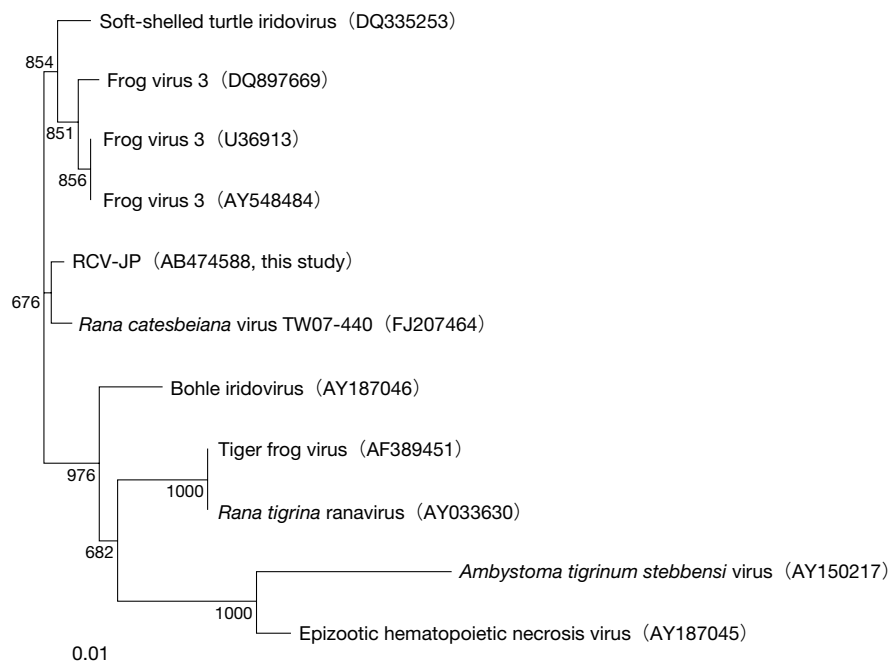 Soft-shelled turtle iridovirus（DQ335253）
854
Frog virus 3（DQ897669）
851
Frog virus 3（U36913）
856
Frog virus 3（AY548484）
RCV-JP（AB474588, this study）
676
Rana catesbeiana virus TW07-440（FJ207464）
Bohle iridovirus（AY187046）
Tiger frog virus（AF389451）
976
1000
Rana tigrina ranavirus（AY033630）
682
Ambystoma tigrinum stebbensi virus（AY150217）
1000
Epizootic hematopoietic necrosis virus（AY187045）
0.01